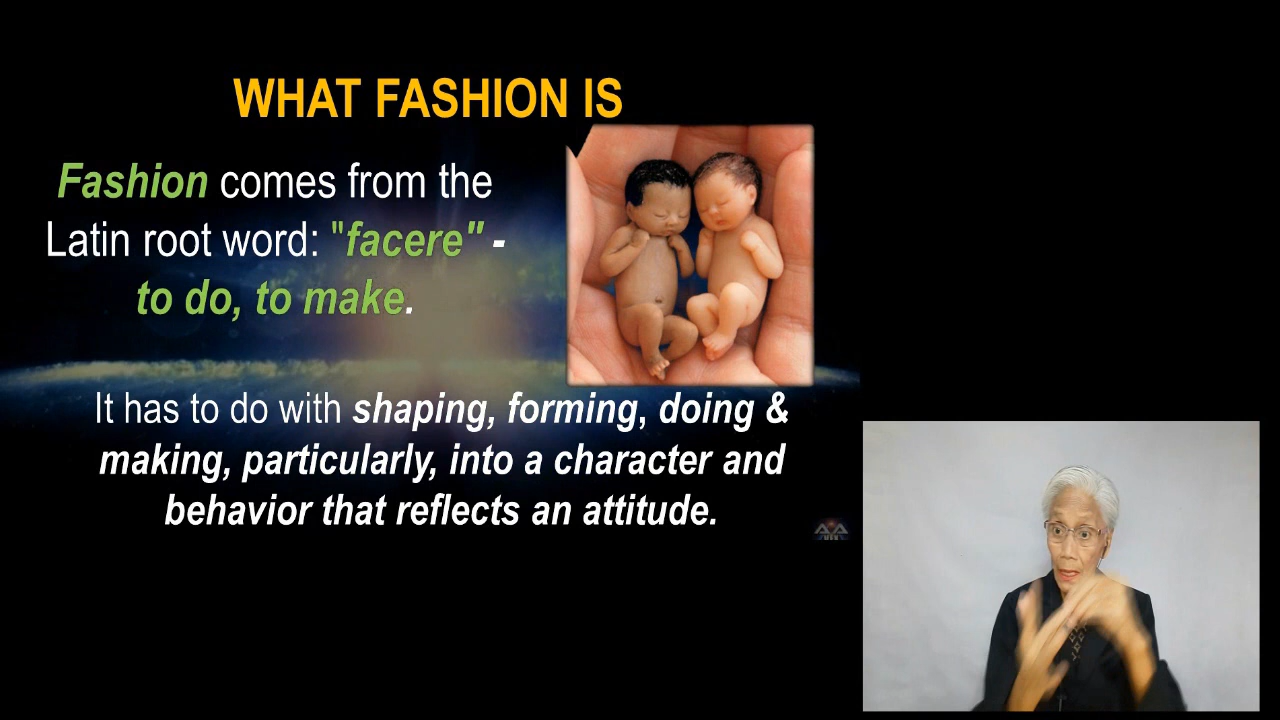 WHAT FASHION IS
Fashion comes from the
Latin root word: "facere" -
to do, to make.
It has to do with shaping, forming, doing &
making, particularly, into a character and
behavior that reflects an attitude.